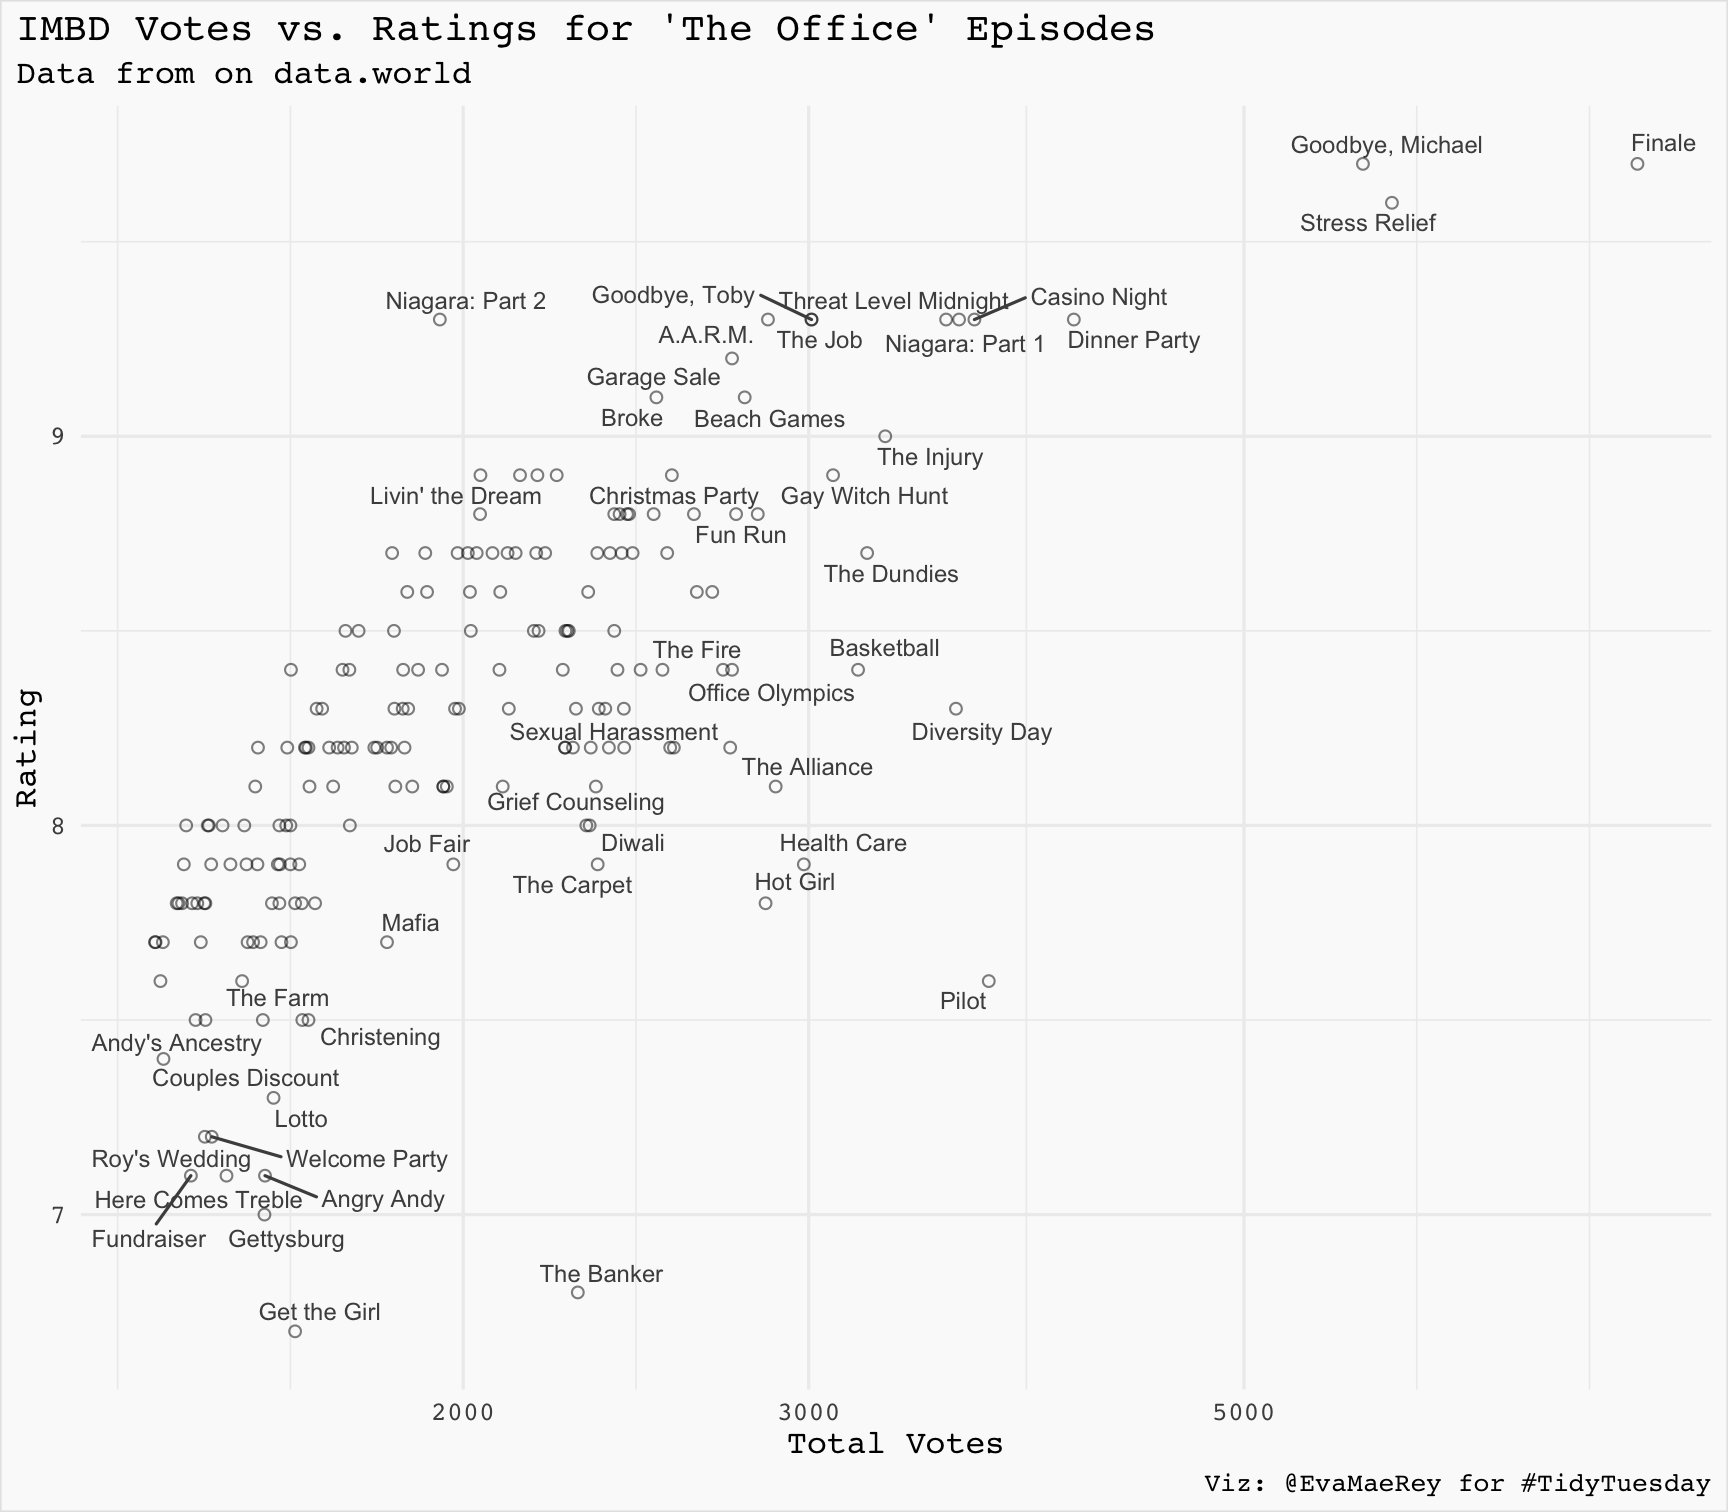 IMBD Votes vs. Ratings for 'The Office' Episodes
Data from on data.world
Goodbye, Michael
Finale
Stress Relief
Niagara: Part 2
Goodbye, Toby
Threat Level Midnight
Casino Night
A.A.R.M.
The Job
Niagara: Part 1
Dinner Party
Garage Sale
Broke
Beach Games
9
The Injury
Livin' the Dream
Christmas Party
Gay Witch Hunt
Fun Run
The Dundies
The Fire
Basketball
Office Olympics
Rating
Sexual Harassment
Diversity Day
The Alliance
Grief Counseling
8
Job Fair
Diwali
Health Care
The Carpet
Hot Girl
Mafia
The Farm
Pilot
Andy's Ancestry
Christening
Couples Discount
Lotto
Roy's Wedding
Welcome Party
Here Comes Treble
Angry Andy
7
Fundraiser
Gettysburg
The Banker
Get the Girl
2000
3000
5000
Total Votes
Viz: @EvaMaeRey for #TidyTuesday